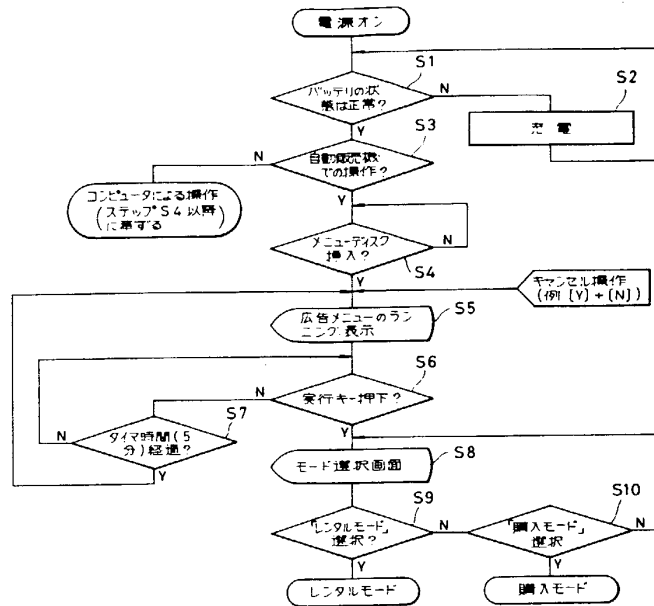 電源オン
S1
バッテリの状
態は正常?
N
S2
充電
Y
S3
自動販売機
での操作?
N
コンピュータによる操作
(ステップS4以降
に準ずる
Y
メニューディスク
挿入?
N
S4
Y
キャンセル操作
(例 [Y]+[N])
S5
広告メニューのラン
ニング表示
S6
実行キー押下?
N
S7
タイマ時間(5
分)経過?
N
Y
Y
S8
モード選択画面
S9
「レンタルモード」
選択?
N
S10
「購入モード」
選択
N
Y
Y
レンタルモード
購入モード